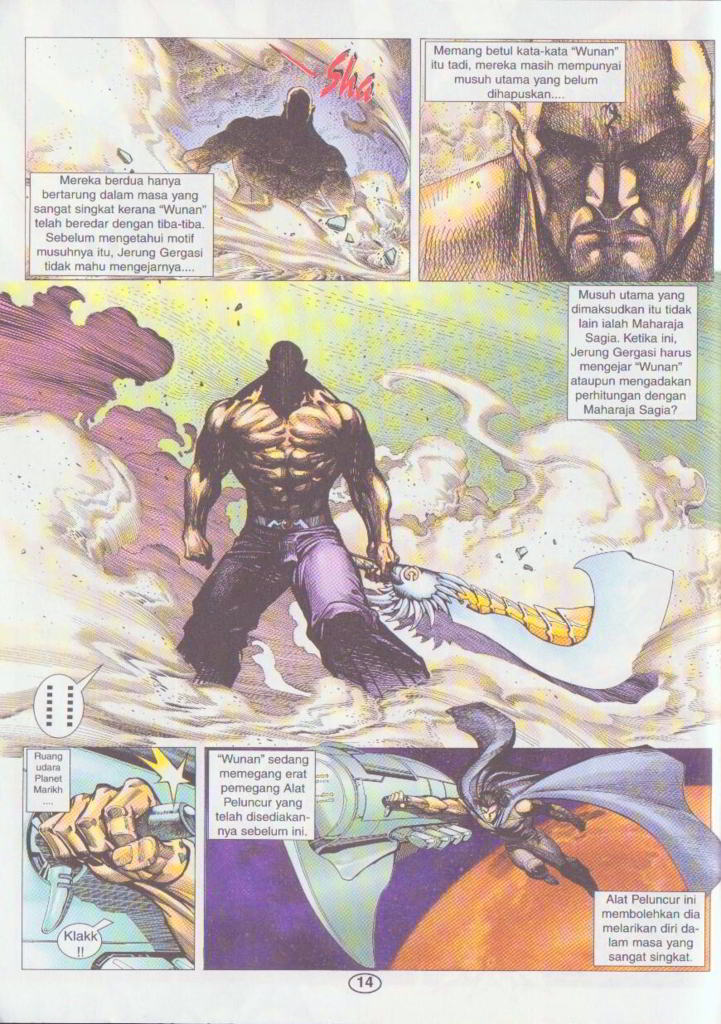 Sha
Mereka berdua hanya
bertarung dalam masa yang
sangat singkat kerana "Wunan"
telah beredar dengan tiba-tiba.
Sebelum mengetahui motif
musuhnya itu, Jerung Gergasi
tidak mahu mengejarnya....
Memang betul kata-kata "Wunan"
itu tadi, mereka masih mempunyai
musuh utama yang belum
dihapuskan....
Musuh utama yang
dimaksudkan itu tidak
lain ialah Maharaja
Sagia. Ketika ini,
Jerung Gergasi harus
mengejar "Wunan"
ataupun mengadakan
perhitungan dengan
Maharaja Sagia?
Ruang
udara
Planet
Marikh
....
Klakk
!!
"Wunan" sedang
memegang erat
pemegang Alat
Peluncur yang
telah disediakan-
nya sebelum ini.
Alat Peluncur ini
membolehkan dia
melarikan diri da-
lam masa yang
sangat singkat.
14